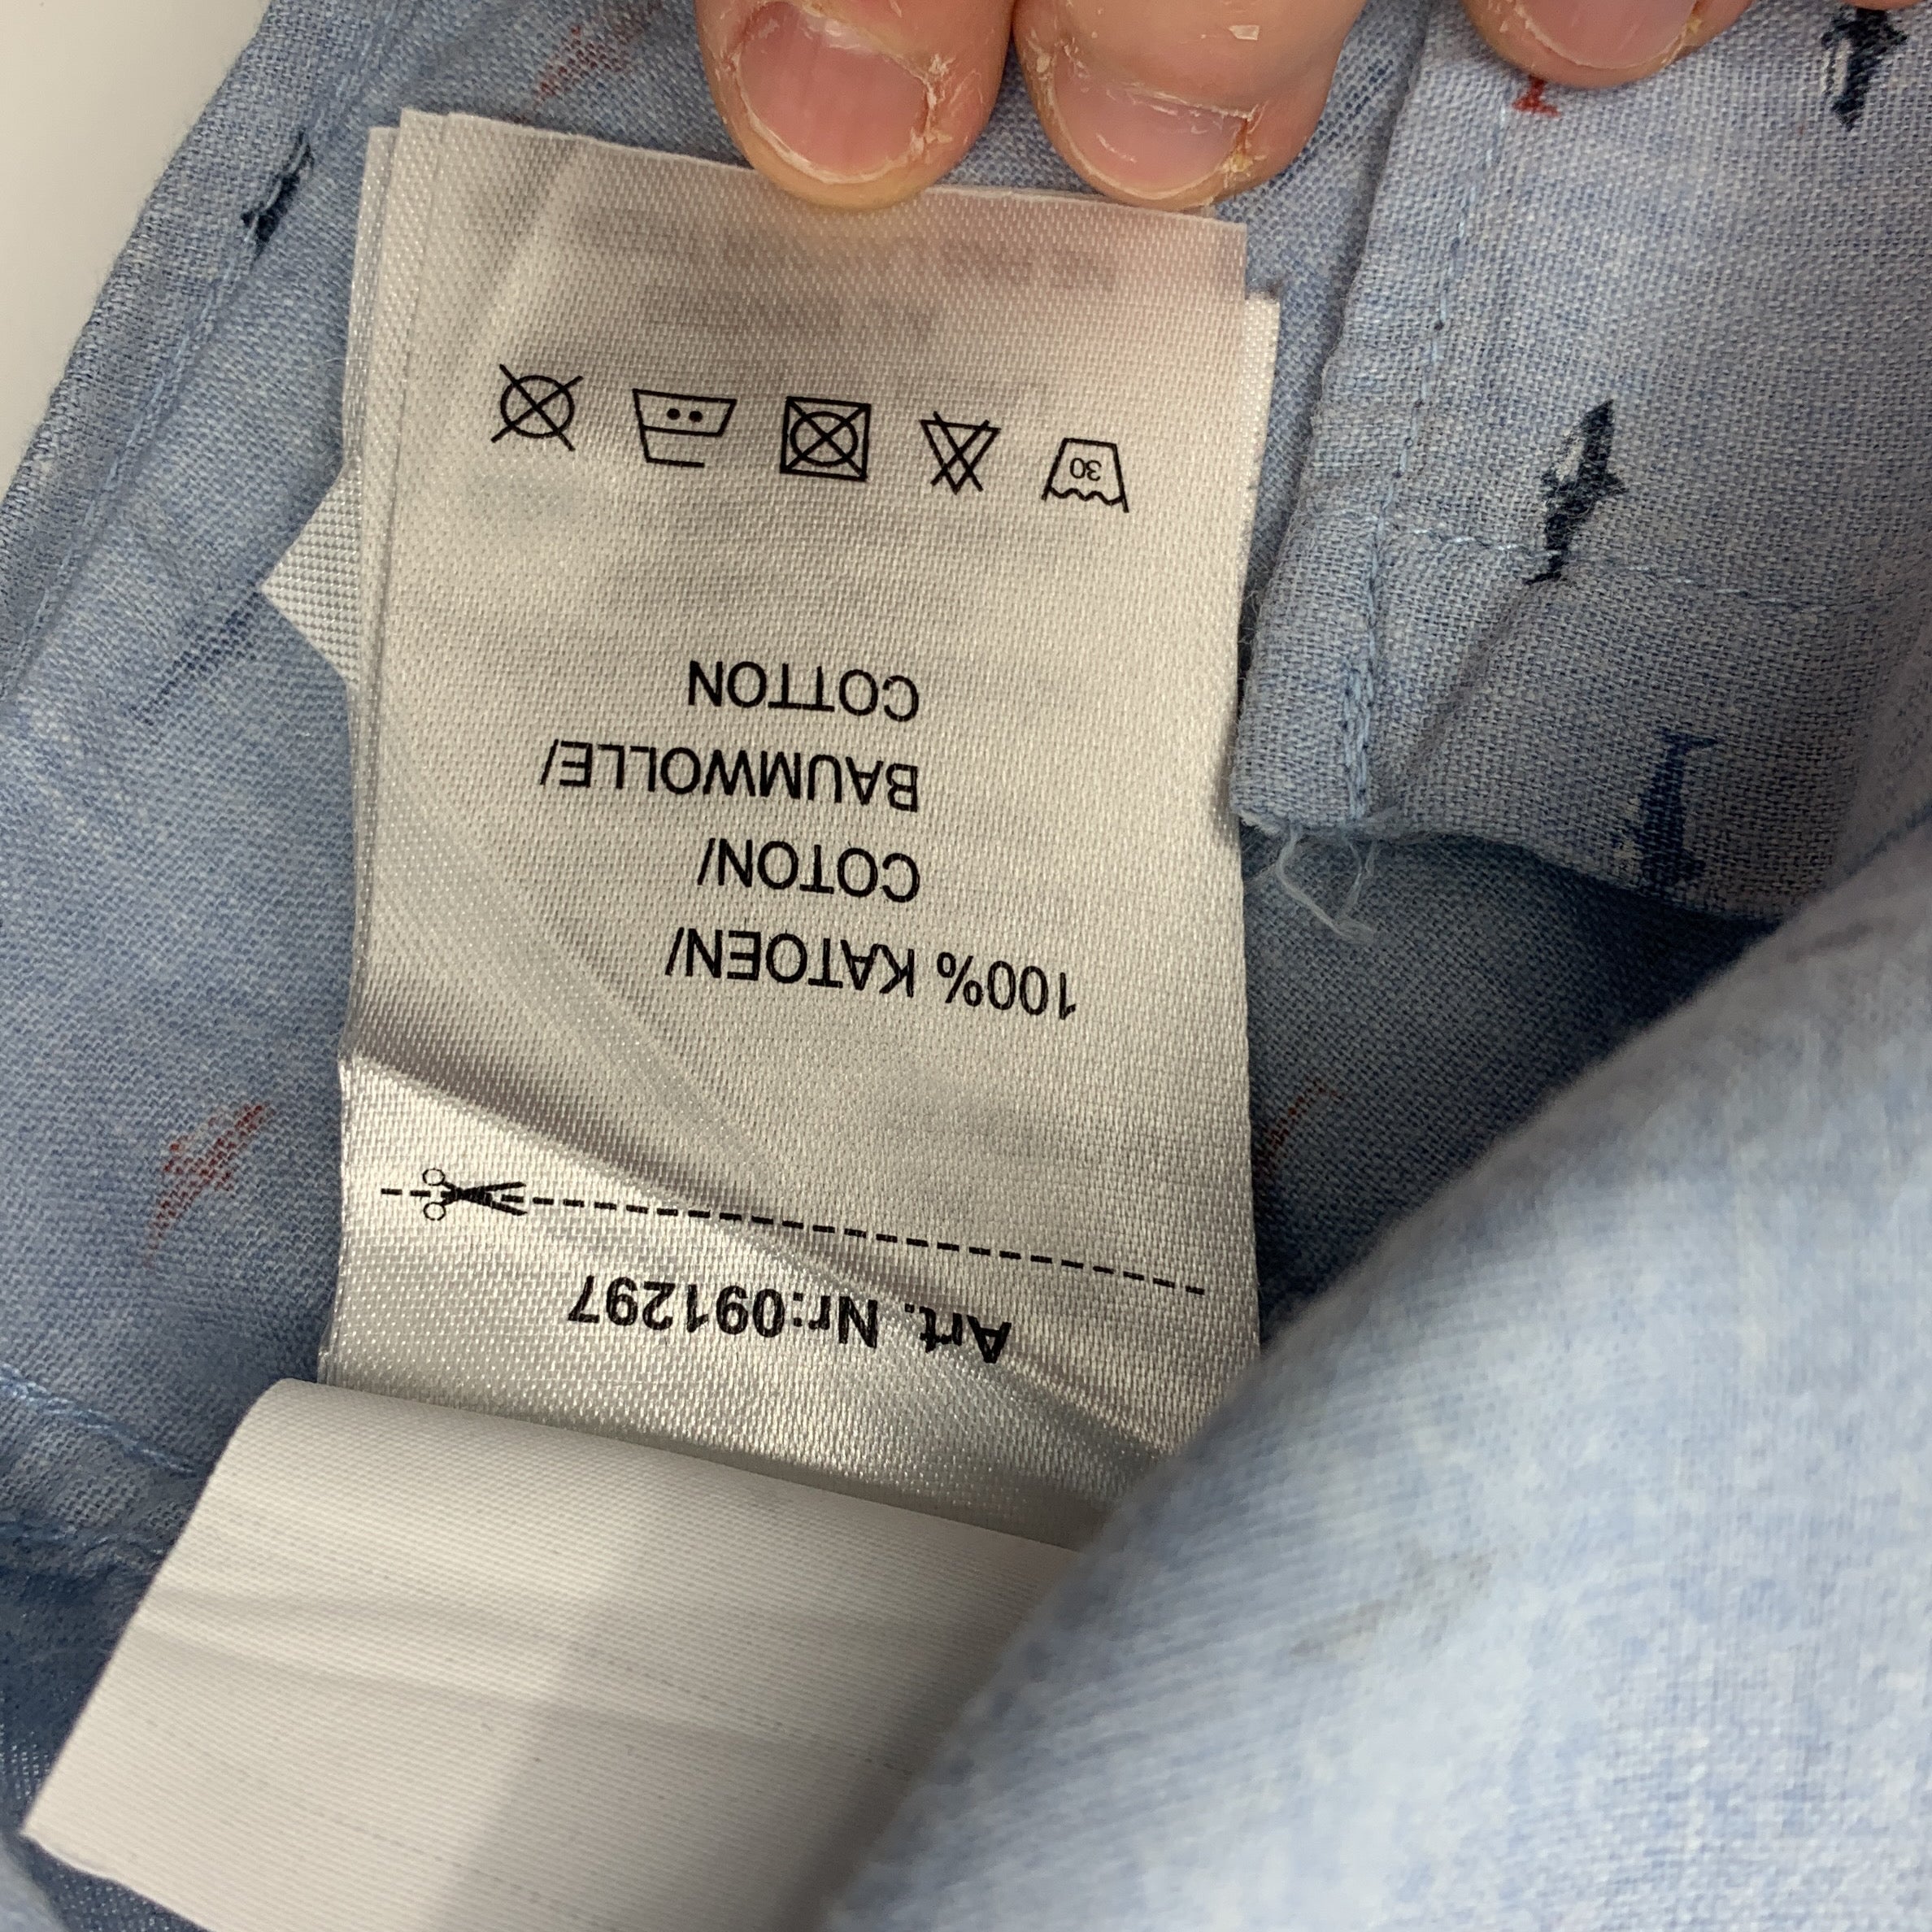 Art. Nr:091297
100% KATOEN/
COTON/
BAUMWOLLE/
COTTON
30